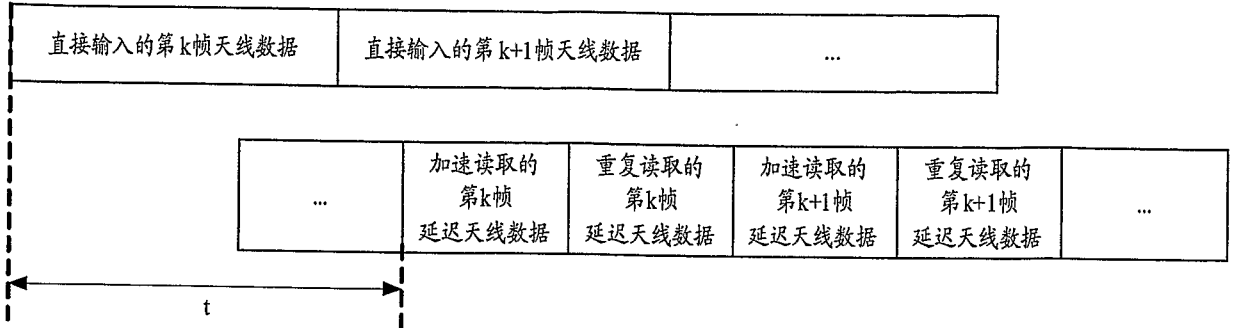 直接输入的第k帧天线数据
直接输入的第k+1帧天线数据
...
...
加速读取的
第k帧
延迟天线数据
重复读取的
第k帧
延迟天线数据
加速读取的
第k+1帧
延迟天线数据
重复读取的
第k+1帧
延迟天线数据
...
t